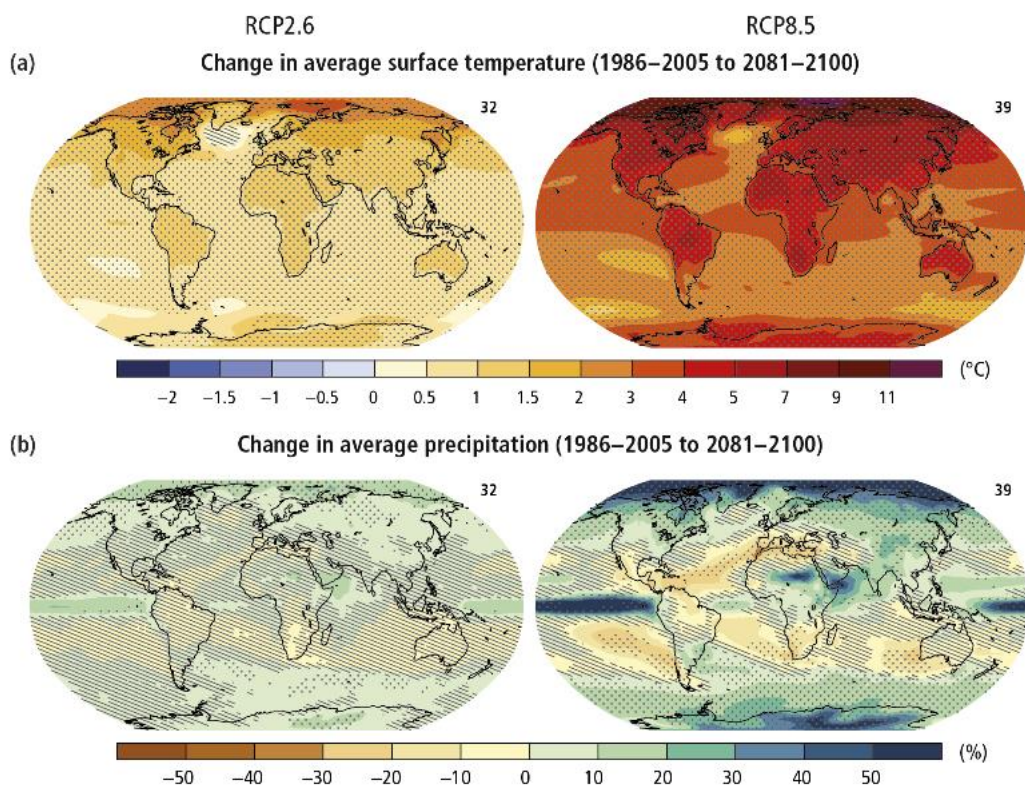 RCP2.6 RCP8.5
(a) Change in average surface temperature (1986–2005 to 2081–2100)
32 39
(°C)
−2 −1.5 −1 −0.5 0 0.5 1 1.5 2 3 4 5 7 9 11
(b) Change in average precipitation (1986–2005 to 2081–2100)
32 39
(%)
−50 −40 −30 −20 −10 0 10 20 30 40 50